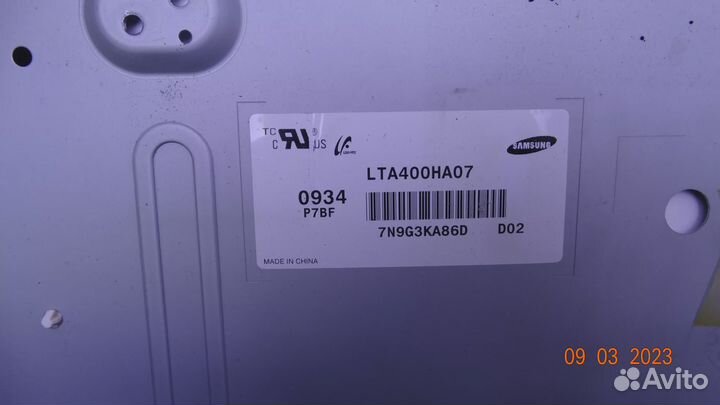 TC
C US
SAMSUNG
LTA400HA07
0934
P7BF
7N9G3KA86D D02
MADE IN CHINA
09 03 2023
Avito